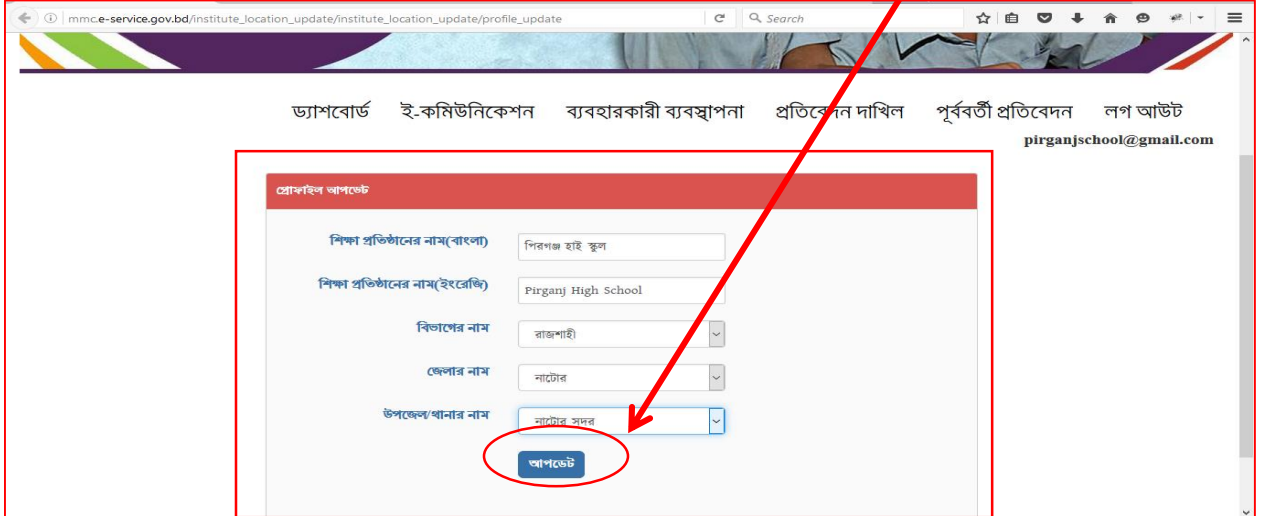 mmc.e-service.gov.bd/institute_location_update/institute_location_update/profile_update
Search
ড্যাশবোর্ড ই-কমিউনিকেশন ব্যবহারকারী ব্যবস্থাপনা প্রতিবেদন দাখিল পূর্ববর্তী প্রতিবেদন লগ আউট
pirganjschool@gmail.com
প্রোফাইল আপডেট
শিক্ষা প্রতিষ্ঠানের নাম(বাংলা) পিরগঞ্জ হাই স্কুল
শিক্ষা প্রতিষ্ঠানের নাম(ইংরেজি) Pirganj High School
বিভাগের নাম রাজশাহী
জেলার নাম নাটোর
উপজেল/থানার নাম নাটোর সদর
আপডেট